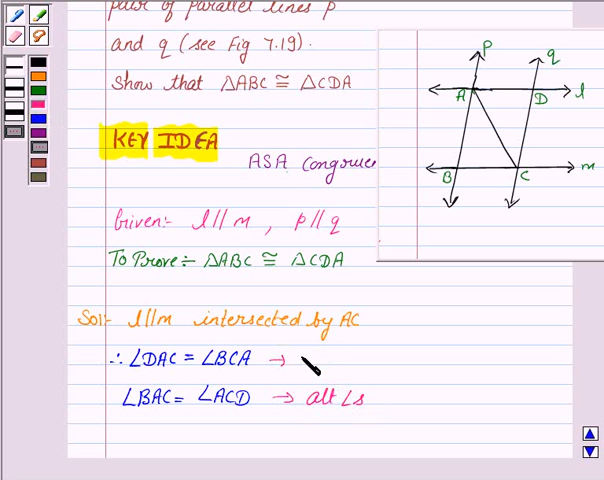 pair of parallel lines p
and q (see Fig 7.19).
Show that △ABC ≅ △CDA
KEY IDEA
ASA congruen
Given:- l//m , p//q
To Prove:- △ABC ≅ △CDA
Sol:- l//m intersected by AC
∴ ∠DAC = ∠BCA →
∠BAC = ∠ACD → alt ∠s
p
q
A
D
l
B
C
m